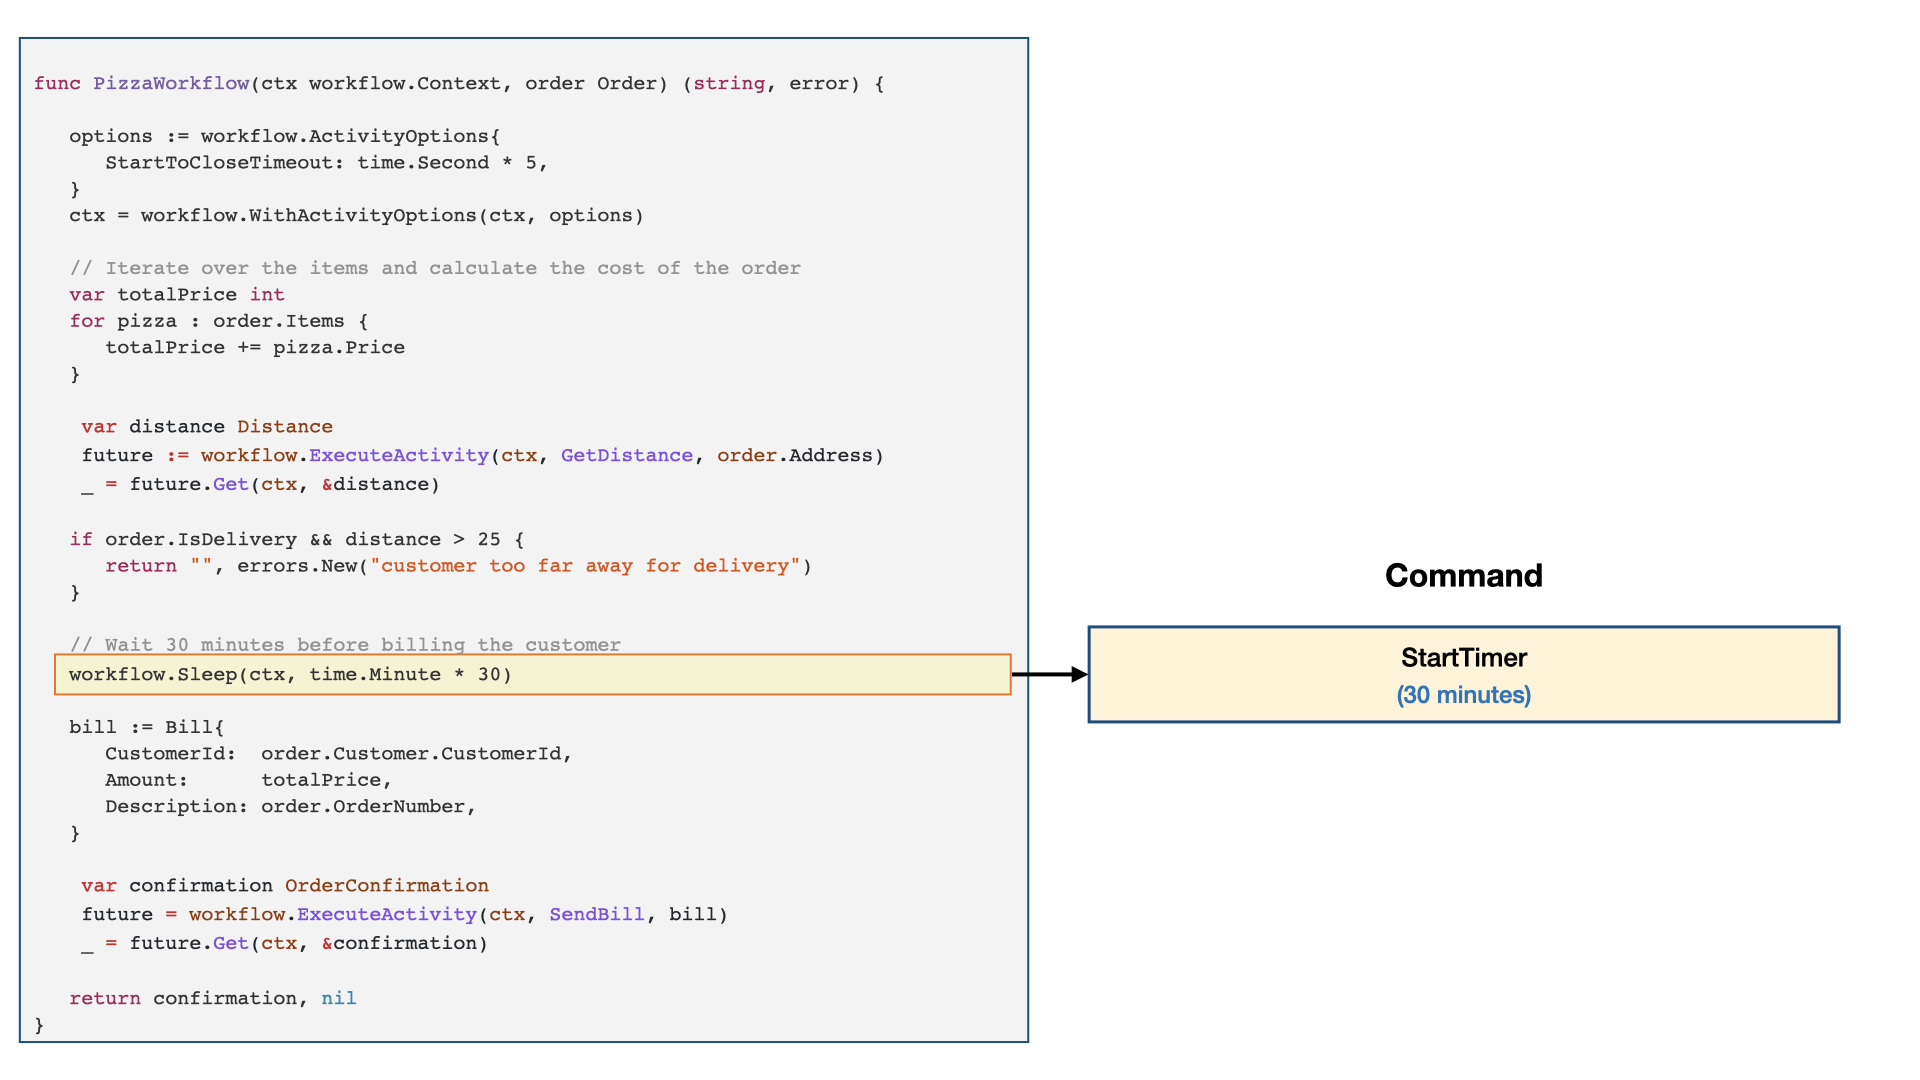 func PizzaWorkflow(ctx workflow.Context, order Order) (string, error) {
options := workflow.ActivityOptions{
StartToCloseTimeout: time.Second * 5,
}
ctx = workflow.WithActivityOptions(ctx, options)
// Iterate over the items and calculate the cost of the order
var totalPrice int
for pizza : order.Items {
totalPrice += pizza.Price
}
var distance Distance
future := workflow.ExecuteActivity(ctx, GetDistance, order.Address)
_ = future.Get(ctx, &distance)
if order.IsDelivery && distance > 25 {
return "", errors.New("customer too far away for delivery")
}
// Wait 30 minutes before billing the customer
workflow.Sleep(ctx, time.Minute * 30)
bill := Bill{
CustomerId: order.Customer.CustomerId,
Amount: totalPrice,
Description: order.OrderNumber,
}
var confirmation OrderConfirmation
future = workflow.ExecuteActivity(ctx, SendBill, bill)
_ = future.Get(ctx, &confirmation)
return confirmation, nil
}
Command
StartTimer
(30 minutes)